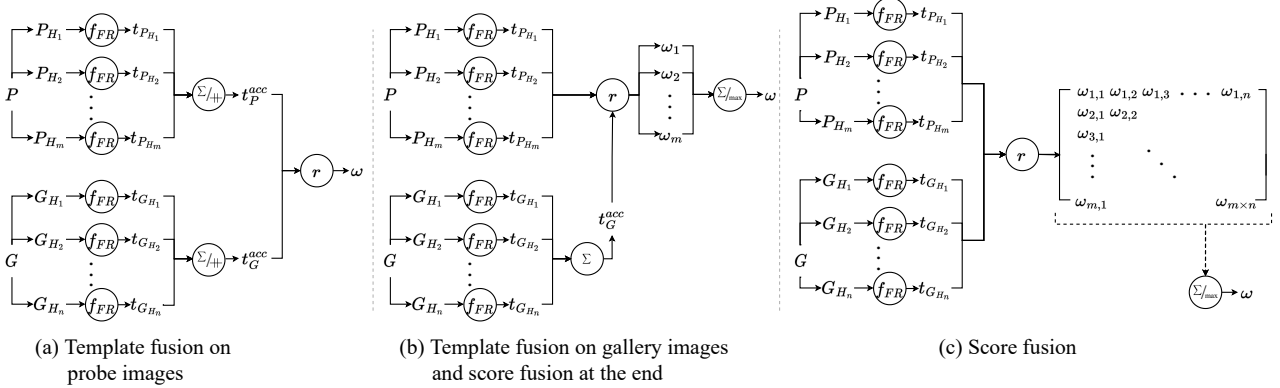 P
P_{H_1} f_{FR} t_{P_{H_1}}
P_{H_2} f_{FR} t_{P_{H_2}}
P_{H_m} f_{FR} t_{P_{H_m}}
Σ/⧺ t_P^{acc}
G
G_{H_1} f_{FR} t_{G_{H_1}}
G_{H_2} f_{FR} t_{G_{H_2}}
G_{H_n} f_{FR} t_{G_{H_n}}
Σ/⧺ t_G^{acc}
r ω
(a) Template fusion on
probe images
P
P_{H_1} f_{FR} t_{P_{H_1}}
P_{H_2} f_{FR} t_{P_{H_2}}
P_{H_m} f_{FR} t_{P_{H_m}}
G
G_{H_1} f_{FR} t_{G_{H_1}}
G_{H_2} f_{FR} t_{G_{H_2}}
G_{H_n} f_{FR} t_{G_{H_n}}
Σ t_G^{acc}
r
ω_1
ω_2
ω_m
Σ/max ω
(b) Template fusion on gallery images
and score fusion at the end
P
P_{H_1} f_{FR} t_{P_{H_1}}
P_{H_2} f_{FR} t_{P_{H_2}}
P_{H_m} f_{FR} t_{P_{H_m}}
G
G_{H_1} f_{FR} t_{G_{H_1}}
G_{H_2} f_{FR} t_{G_{H_2}}
G_{H_n} f_{FR} t_{G_{H_n}}
r
ω_{1,1} ω_{1,2} ω_{1,3} · · · ω_{1,n}
ω_{2,1} ω_{2,2}
ω_{3,1}
ω_{m,1} ω_{m×n}
Σ/max ω
(c) Score fusion